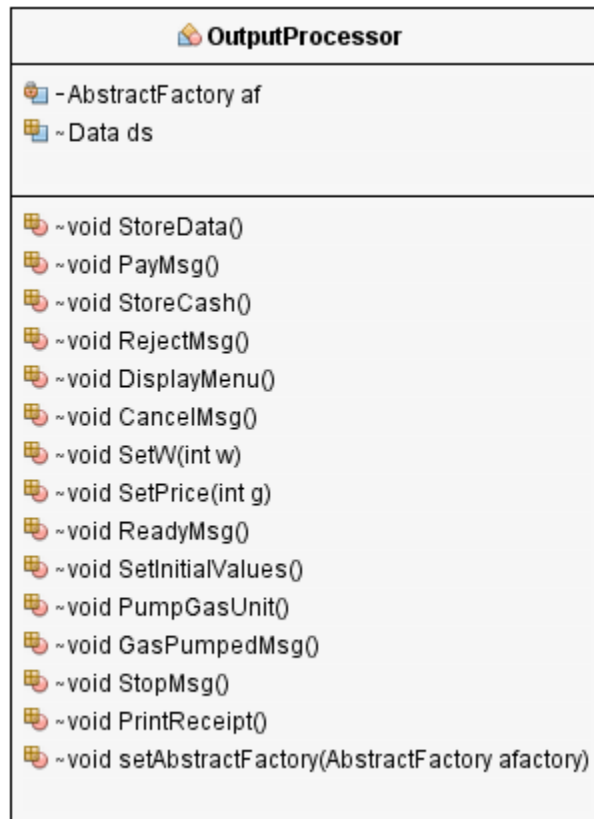 OutputProcessor
-AbstractFactory af
~Data ds
~void StoreData()
~void PayMsg()
~void StoreCash()
~void RejectMsg()
~void DisplayMenu()
~void CancelMsg()
~void SetW(int w)
~void SetPrice(int g)
~void ReadyMsg()
~void SetInitialValues()
~void PumpGasUnit()
~void GasPumpedMsg()
~void StopMsg()
~void PrintReceipt()
~void setAbstractFactory(AbstractFactory afactory)